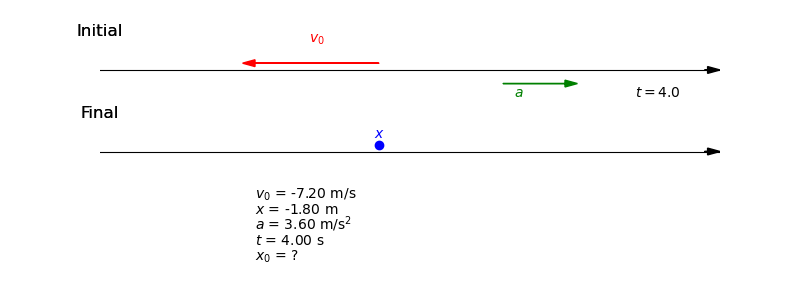 Initial
v₀
a
t = 4.0
Final
x
v₀ = -7.20 m/s
x = -1.80 m
a = 3.60 m/s²
t = 4.00 s
x₀ = ?